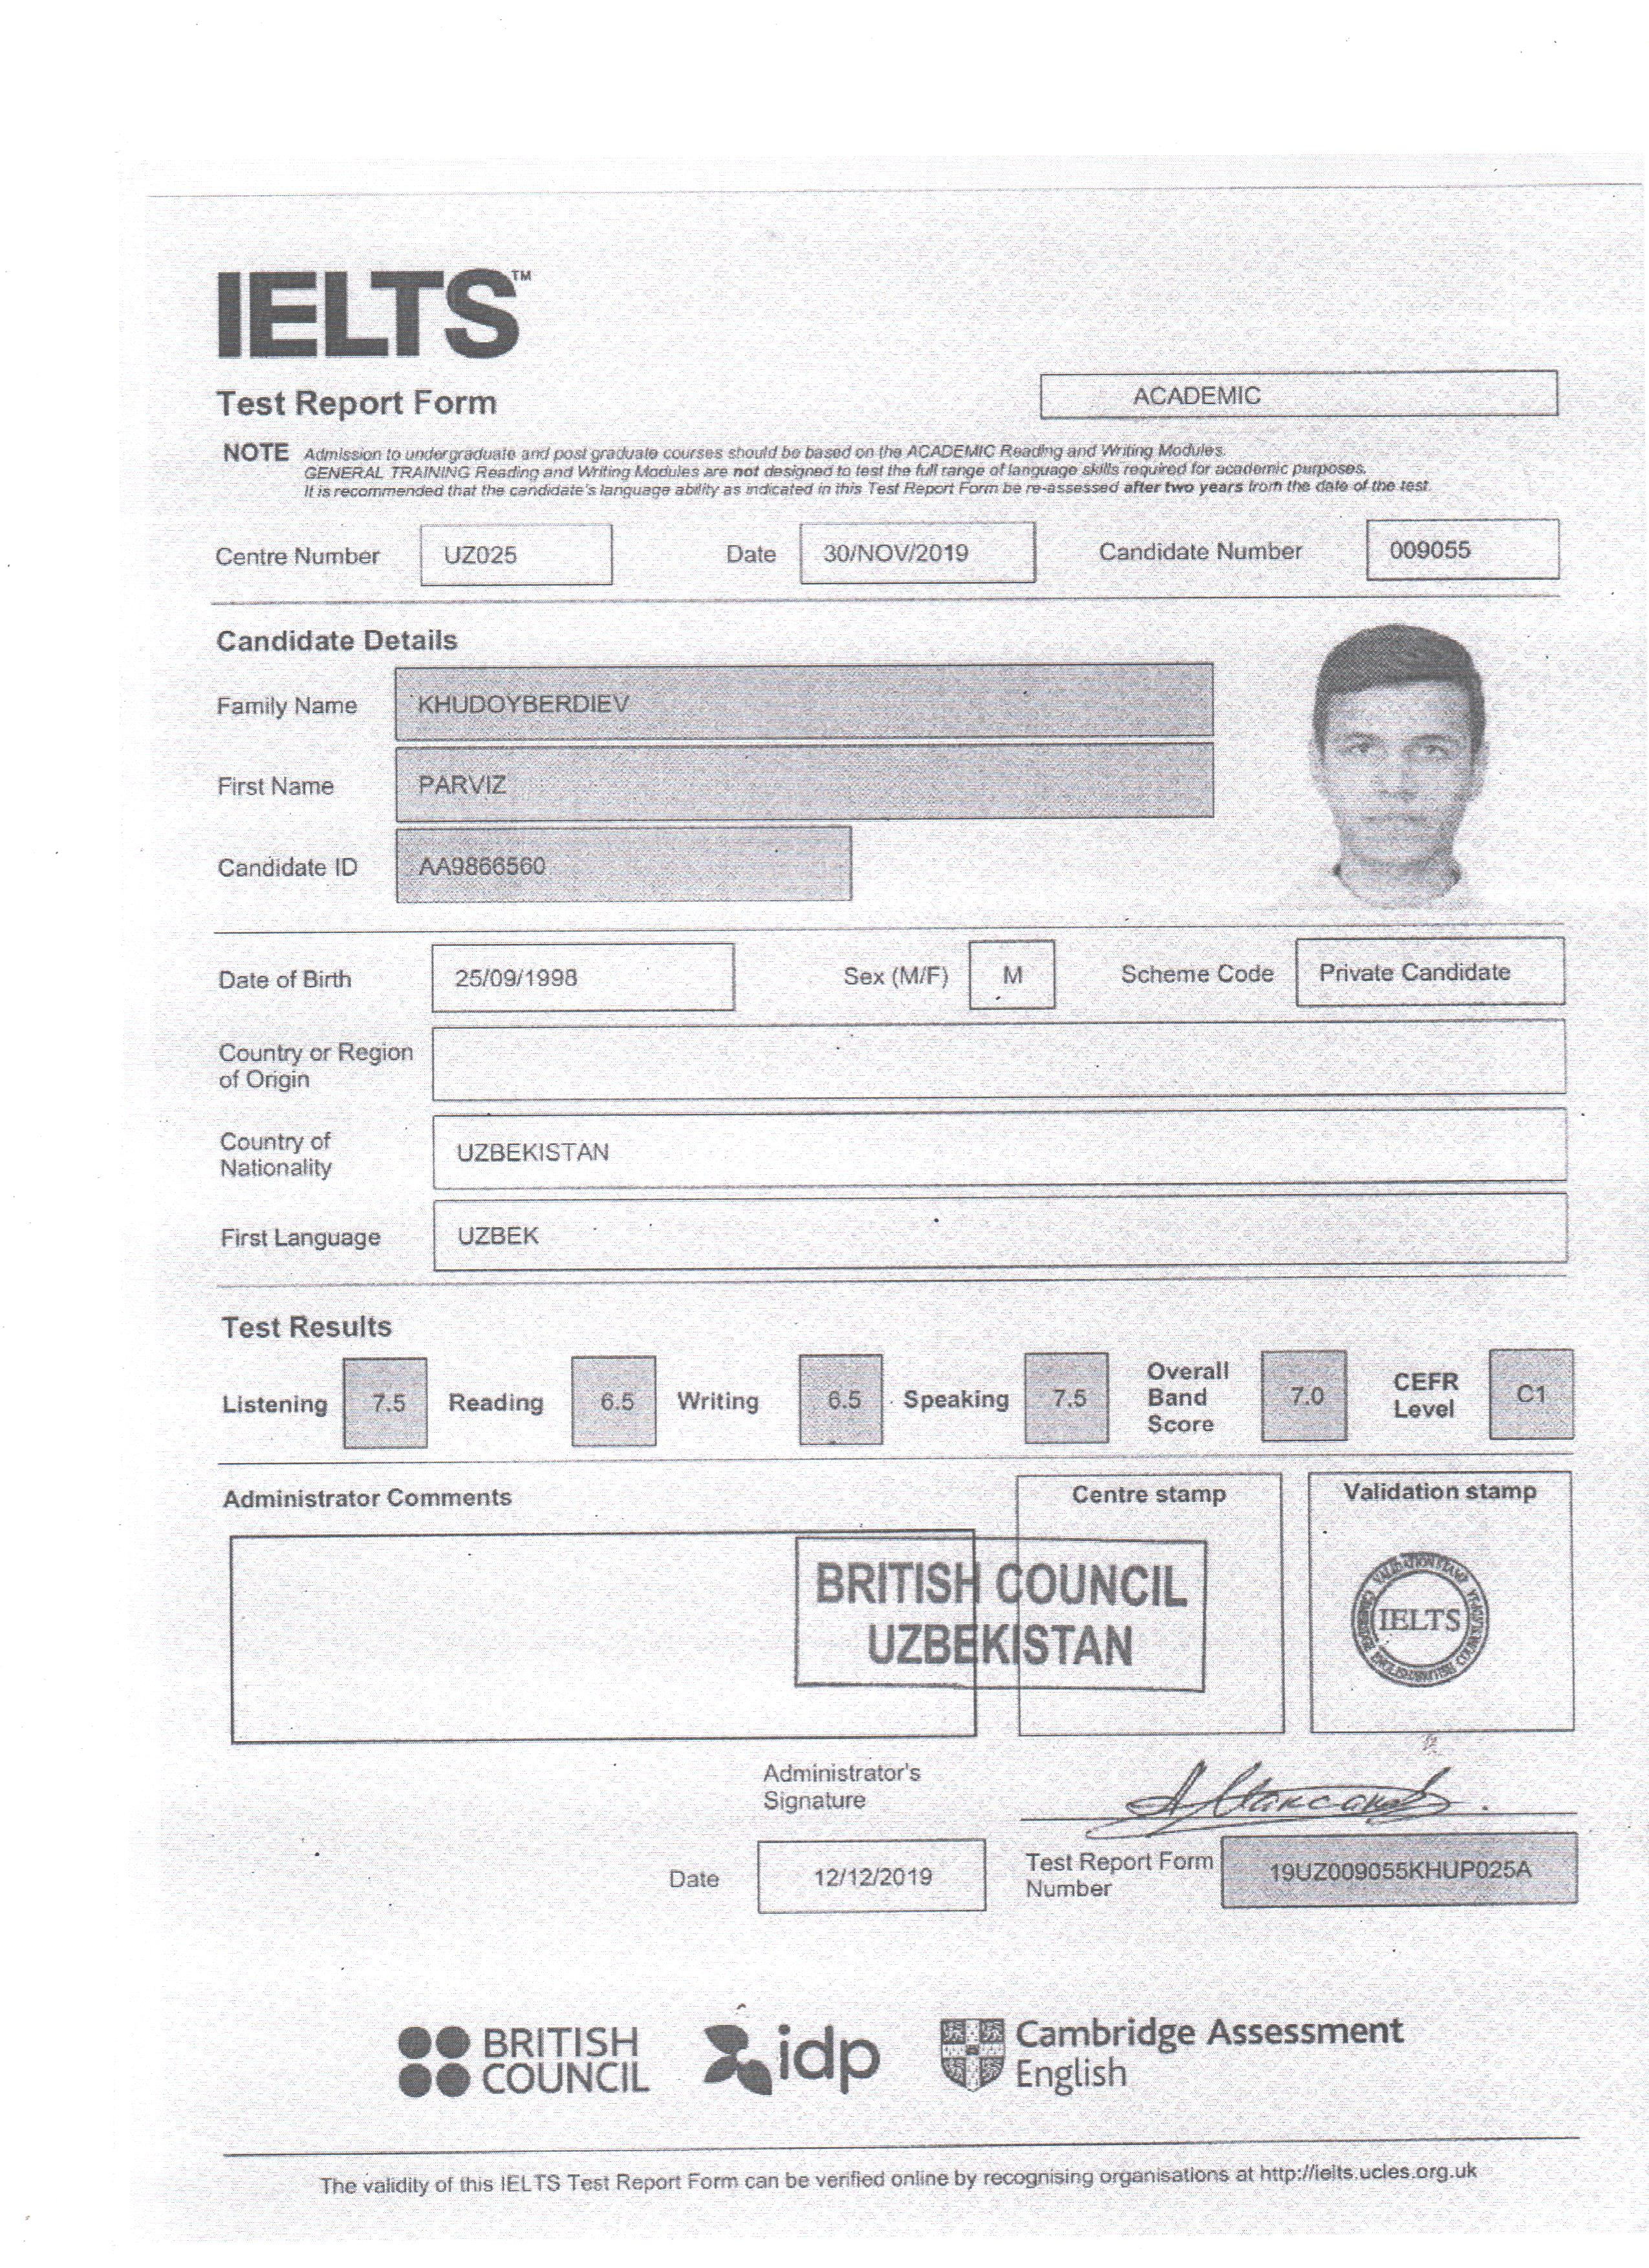 IELTS™
Test Report Form
ACADEMIC
NOTE Admission to undergraduate and post graduate courses should be based on the ACADEMIC Reading and Writing Modules.
GENERAL TRAINING Reading and Writing Modules are not designed to test the full range of language skills required for academic purposes.
It is recommended that the candidate's language ability as indicated in this Test Report Form be re-assessed after two years from the date of the test.
Centre Number UZ025 Date 30/NOV/2019 Candidate Number 009055
Candidate Details
Family Name KHUDOYBERDIEV
First Name PARVIZ
Candidate ID AA9866560
Date of Birth 25/09/1998 Sex (M/F) M Scheme Code Private Candidate
Country or Region
of Origin
Country of
Nationality
UZBEKISTAN
First Language UZBEK
Test Results
Listening 7.5 Reading 6.5 Writing 6.5 Speaking 7.5
Overall
Band
Score
7.0
CEFR
Level
C1
Administrator Comments
Centre stamp
Validation stamp
BRITISH COUNCIL
UZBEKISTAN
IELTS
Administrator's
Signature
Date 12/12/2019
Test Report Form
Number
19UZ009055KHUP025A
BRITISH
COUNCIL
idp
Cambridge Assessment
English
The validity of this IELTS Test Report Form can be verified online by recognising organisations at http://ielts.ucles.org.uk